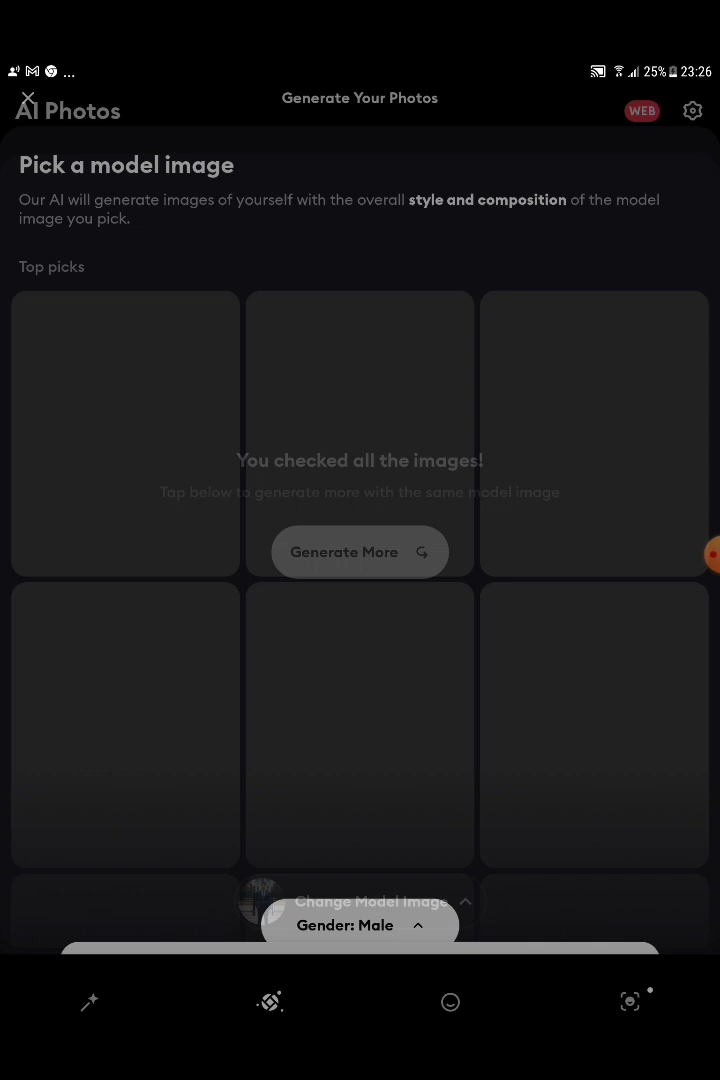 ... 25% 23:26
AI Photos
Generate Your Photos
WEB
Pick a model image
Our AI will generate images of yourself with the overall style and composition of the model
image you pick.
Top picks
You checked all the images!
Tap below to generate more with the same model image
Generate More
Change Model Image
Gender: Male